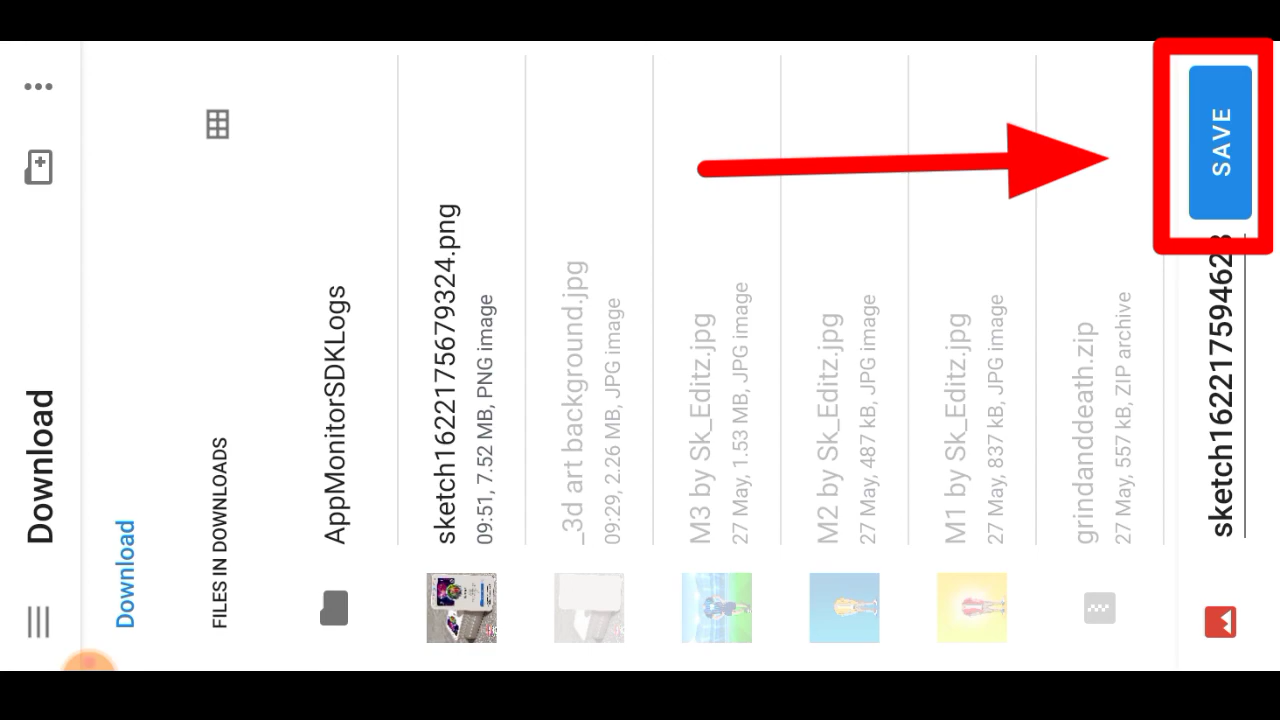 Download
Download
FILES IN DOWNLOADS
AppMonitorSDKLogs
sketch1622175679324.png
09:51, 7.52 MB, PNG image
_3d art background.jpg
09:29, 2.26 MB, JPG image
M3 by Sk_Editz.jpg
27 May, 1.53 MB, JPG image
M2 by Sk_Editz.jpg
27 May, 487 kB, JPG image
M1 by Sk_Editz.jpg
27 May, 837 kB, JPG image
grindanddeath.zip
27 May, 557 kB, ZIP archive
SAVE